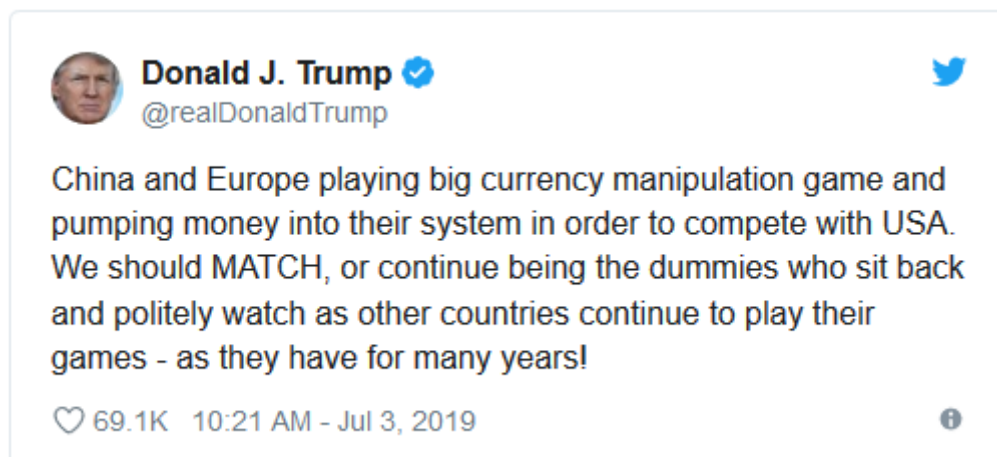 Donald J. Trump
@realDonaldTrump
China and Europe playing big currency manipulation game and
pumping money into their system in order to compete with USA.
We should MATCH, or continue being the dummies who sit back
and politely watch as other countries continue to play their
games - as they have for many years!
69.1K 10:21 AM - Jul 3, 2019